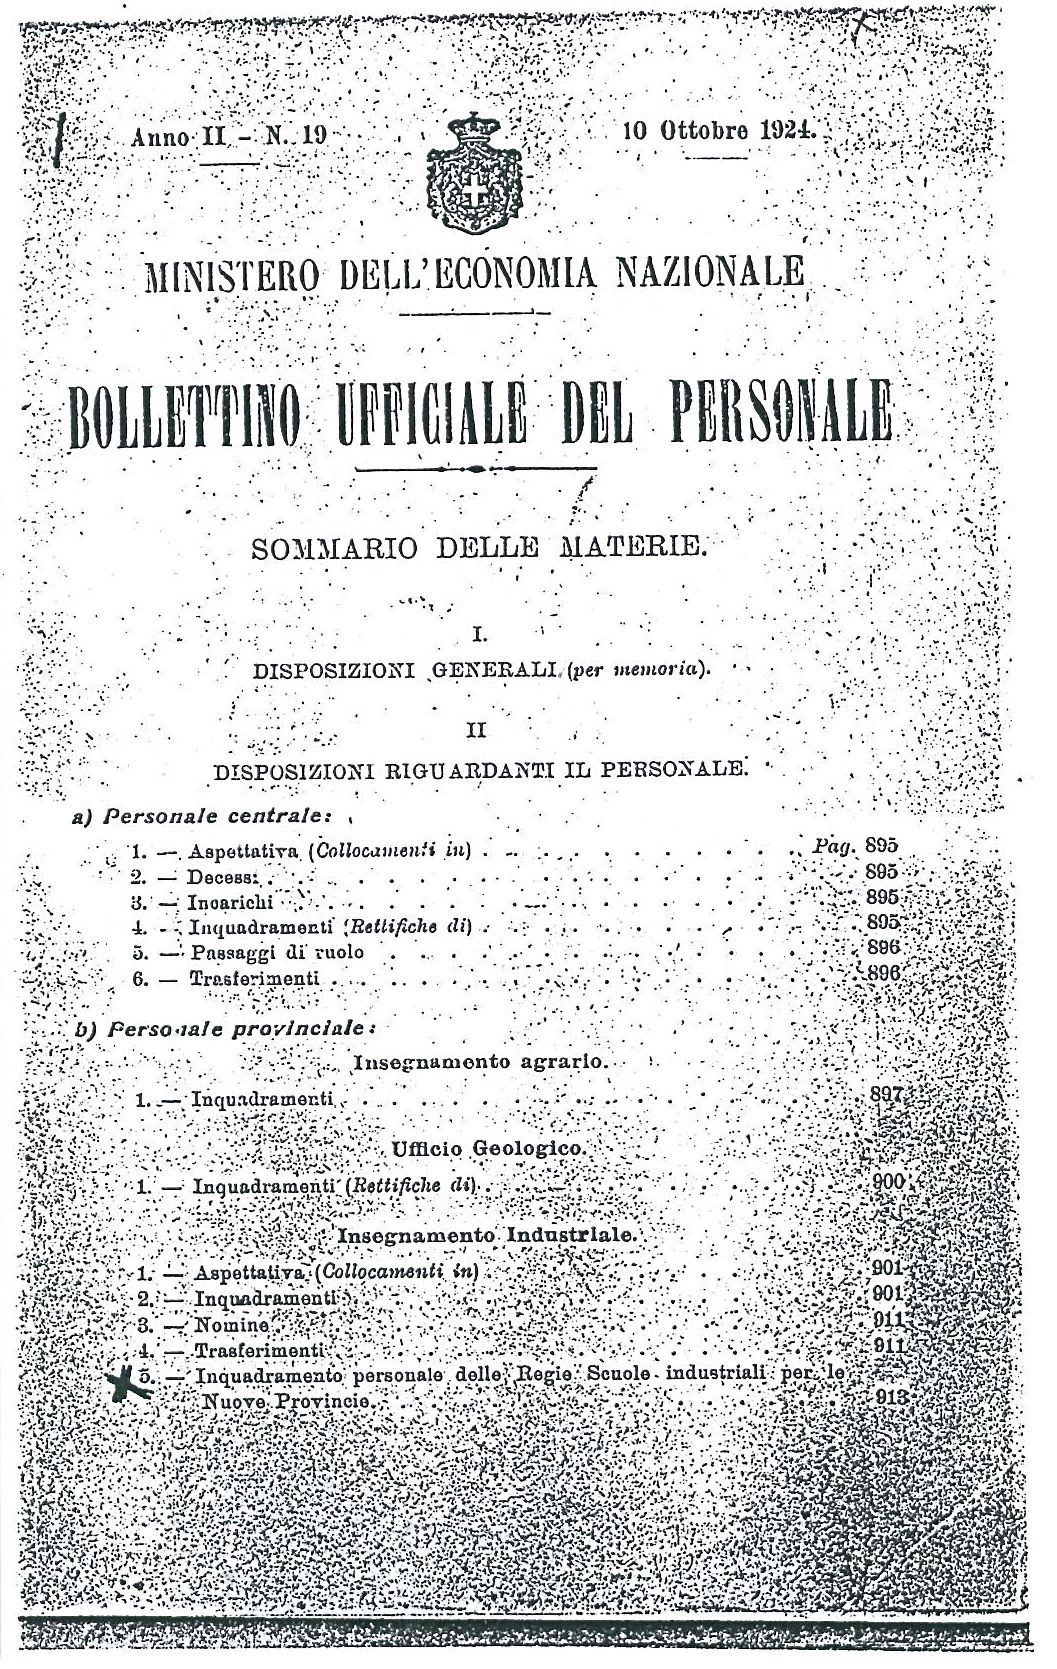 Anno II - N. 19
10 Ottobre 1924.
MINISTERO DELL'ECONOMIA NAZIONALE
BOLLETTINO UFFICIALE DEL PERSONALE
SOMMARIO DELLE MATERIE.
I.
DISPOSIZIONI GENERALI (per memoria).
II
DISPOSIZIONI RIGUARDANTI IL PERSONALE.
a) Personale centrale:
1. — Aspettativa (Collocamenti in) . . . . . Pag. 895
2. — Decessi . . . . . 895
3. — Incarichi . . . . . 895
4. — Inquadramenti (Rettifiche di) . . . . . 895
5. — Passaggi di ruolo . . . . . 896
6. — Trasferimenti . . . . . 896
b) Personale provinciale:
Insegnamento agrario.
1. — Inquadramenti . . . . . 897
Ufficio Geologico.
1. — Inquadramenti (Rettifiche di) . . . . . 900
Insegnamento Industriale.
1. — Aspettativa (Collocamenti in) . . . . . 901
2. — Inquadramenti . . . . . 901
3. — Nomine . . . . . 911
4. — Trasferimenti . . . . . 911
5. — Inquadramento personale delle Regie Scuole industriali per le
Nuove Provincie . . . . . 913